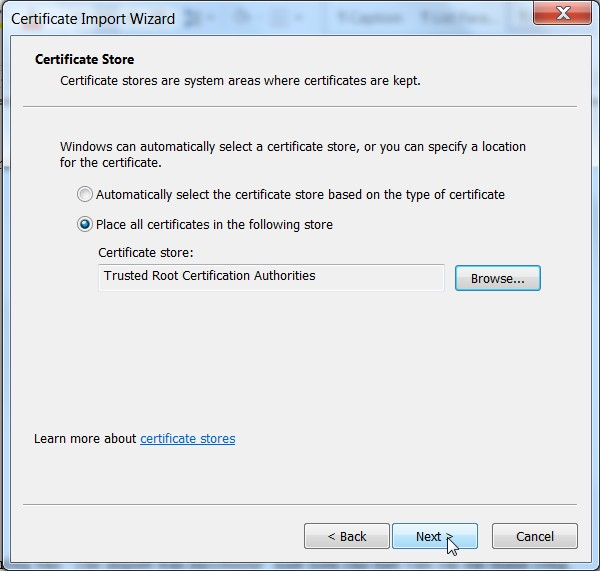 Certificate Import Wizard
Certificate Store
Certificate stores are system areas where certificates are kept.
Windows can automatically select a certificate store, or you can specify a location
for the certificate.
Automatically select the certificate store based on the type of certificate
Place all certificates in the following store
Certificate store:
Trusted Root Certification Authorities
Browse...
Learn more about certificate stores
< Back
Next >
Cancel